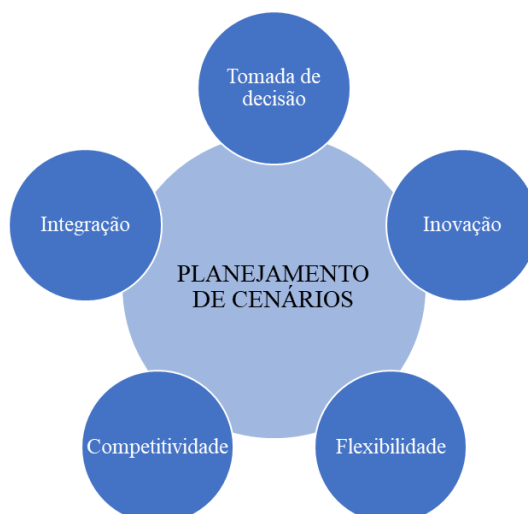 Tomada de
decisão
Integração
Inovação
PLANEJAMENTO
DE CENÁRIOS
Competitividade
Flexibilidade